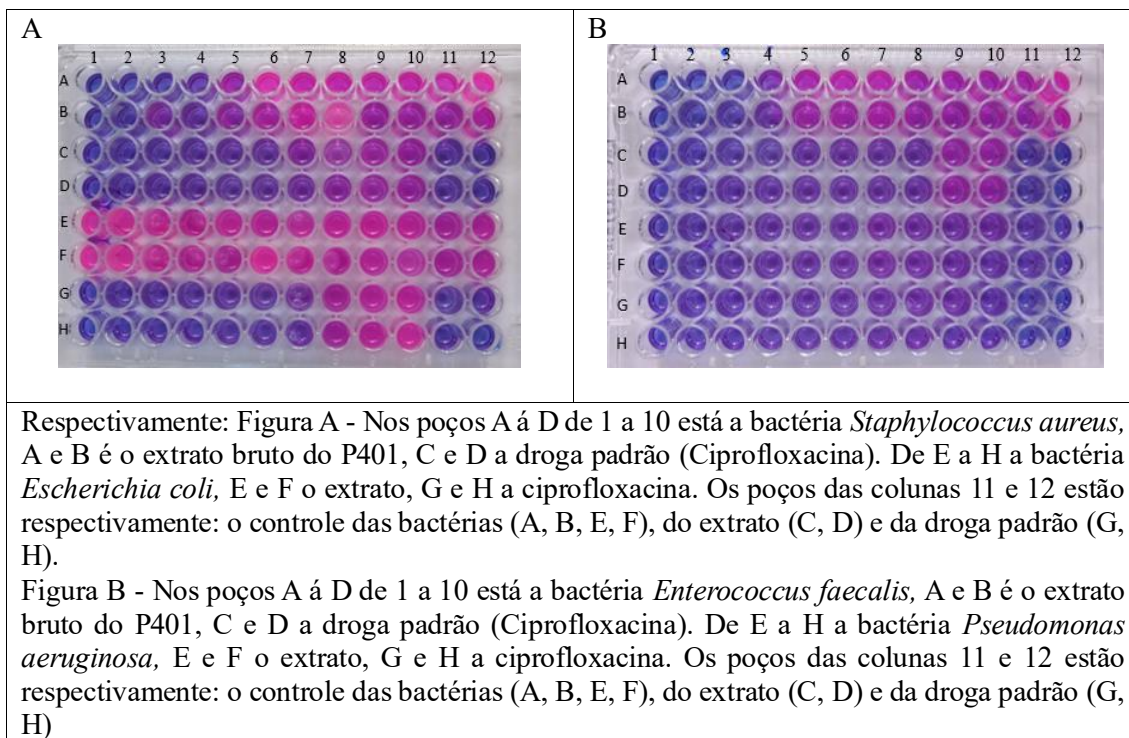 A
1 2 3 4 5 6 7 8 9 10 11 12
A
B
C
D
E
F
G
H
B
1 2 3 4 5 6 7 8 9 10 11 12
A
B
C
D
E
F
G
H
Respectivamente: Figura A - Nos poços A á D de 1 a 10 está a bactéria Staphylococcus aureus,
A e B é o extrato bruto do P401, C e D a droga padrão (Ciprofloxacina). De E a H a bactéria
Escherichia coli, E e F o extrato, G e H a ciprofloxacina. Os poços das colunas 11 e 12 estão
respectivamente: o controle das bactérias (A, B, E, F), do extrato (C, D) e da droga padrão (G,
H).
Figura B - Nos poços A á D de 1 a 10 está a bactéria Enterococcus faecalis, A e B é o extrato
bruto do P401, C e D a droga padrão (Ciprofloxacina). De E a H a bactéria Pseudomonas
aeruginosa, E e F o extrato, G e H a ciprofloxacina. Os poços das colunas 11 e 12 estão
respectivamente: o controle das bactérias (A, B, E, F), do extrato (C, D) e da droga padrão (G,
H)